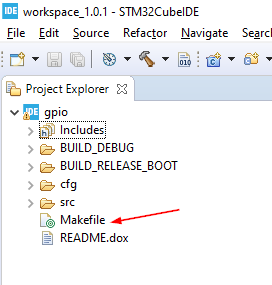 IDE workspace_1.0.1 - STM32CubeIDE
File Edit Source Refactor Navigate Search
Project Explorer
IDE gpio
Includes
BUILD_DEBUG
BUILD_RELEASE_BOOT
cfg
src
Makefile
README.dox